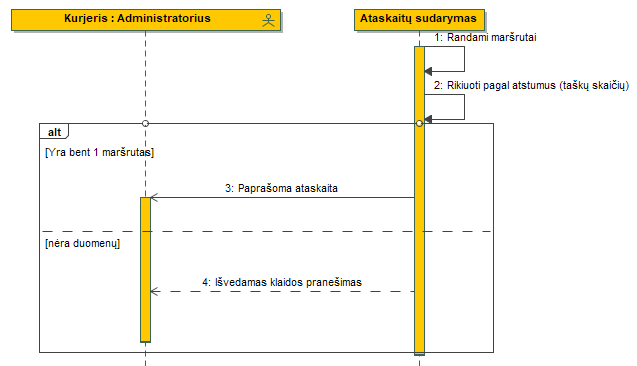 Kurjeris : Administratorius
Ataskaitų sudarymas
1: Randami maršrutai
2: Rikiuoti pagal atstumus (taškų skaičių)
alt
[Yra bent 1 maršrutas]
3: Paprašoma ataskaita
[nėra duomenų]
4: Išvedamas klaidos pranešimas